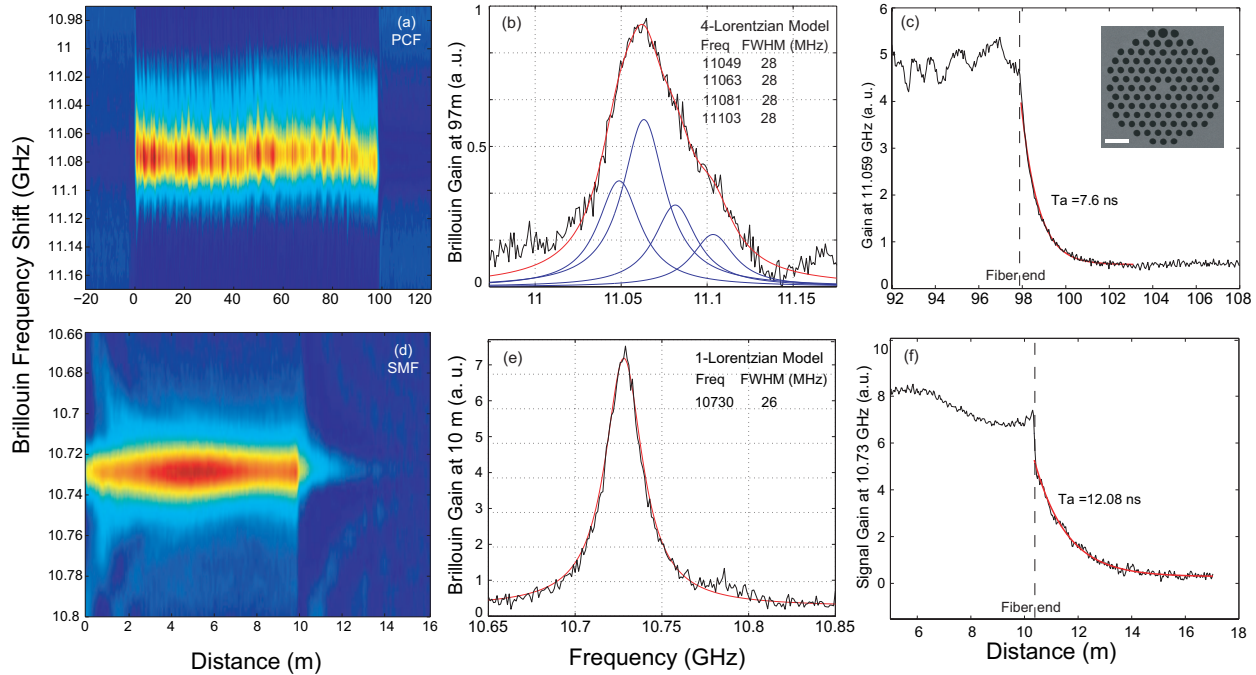 Brillouin Frequency Shift (GHz)
(a)
PCF
10.98
11
11.02
11.04
11.06
11.08
11.1
11.12
11.14
11.16
−20 0 20 40 60 80 100 120
(b)
4-Lorentzian Model
Freq FWHM (MHz)
11049 28
11063 28
11081 28
11103 28
Brillouin Gain at 97m (a .u.)
1
0.5
0
11 11.05 11.1 11.15
(c)
Gain at 11.059 GHz (a. u.)
6
5
4
3
2
1
0
Ta =7.6 ns
Fiber end
92 94 96 98 100 102 104 106 108
(d)
SMF
10.66
10.68
10.7
10.72
10.74
10.76
10.78
10.8
0 2 4 6 8 10 12 14 16
Distance (m)
(e)
1-Lorentzian Model
Freq FWHM (MHz)
10730 26
Brillouin Gain at 10 m (a. u.)
7
6
5
4
3
2
1
0
10.65 10.7 10.75 10.8 10.85
Frequency (GHz)
(f)
Signal Gain at 10.73 GHz (a.u.)
10
8
6
4
2
0
Ta =12.08 ns
Fiber end
6 8 10 12 14 16 18
Distance (m)